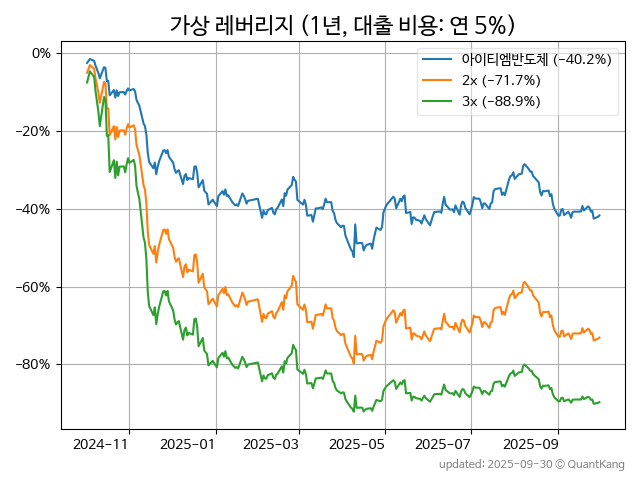 가상 레버리지 (1년, 대출 비용: 연 5%)
아이티엠반도체 (−40.2%)
2x (−71.7%)
3x (−88.9%)
0%
−20%
−40%
−60%
−80%
2024-11 2025-01 2025-03 2025-05 2025-07 2025-09
updated: 2025-09-30 © QuantKang